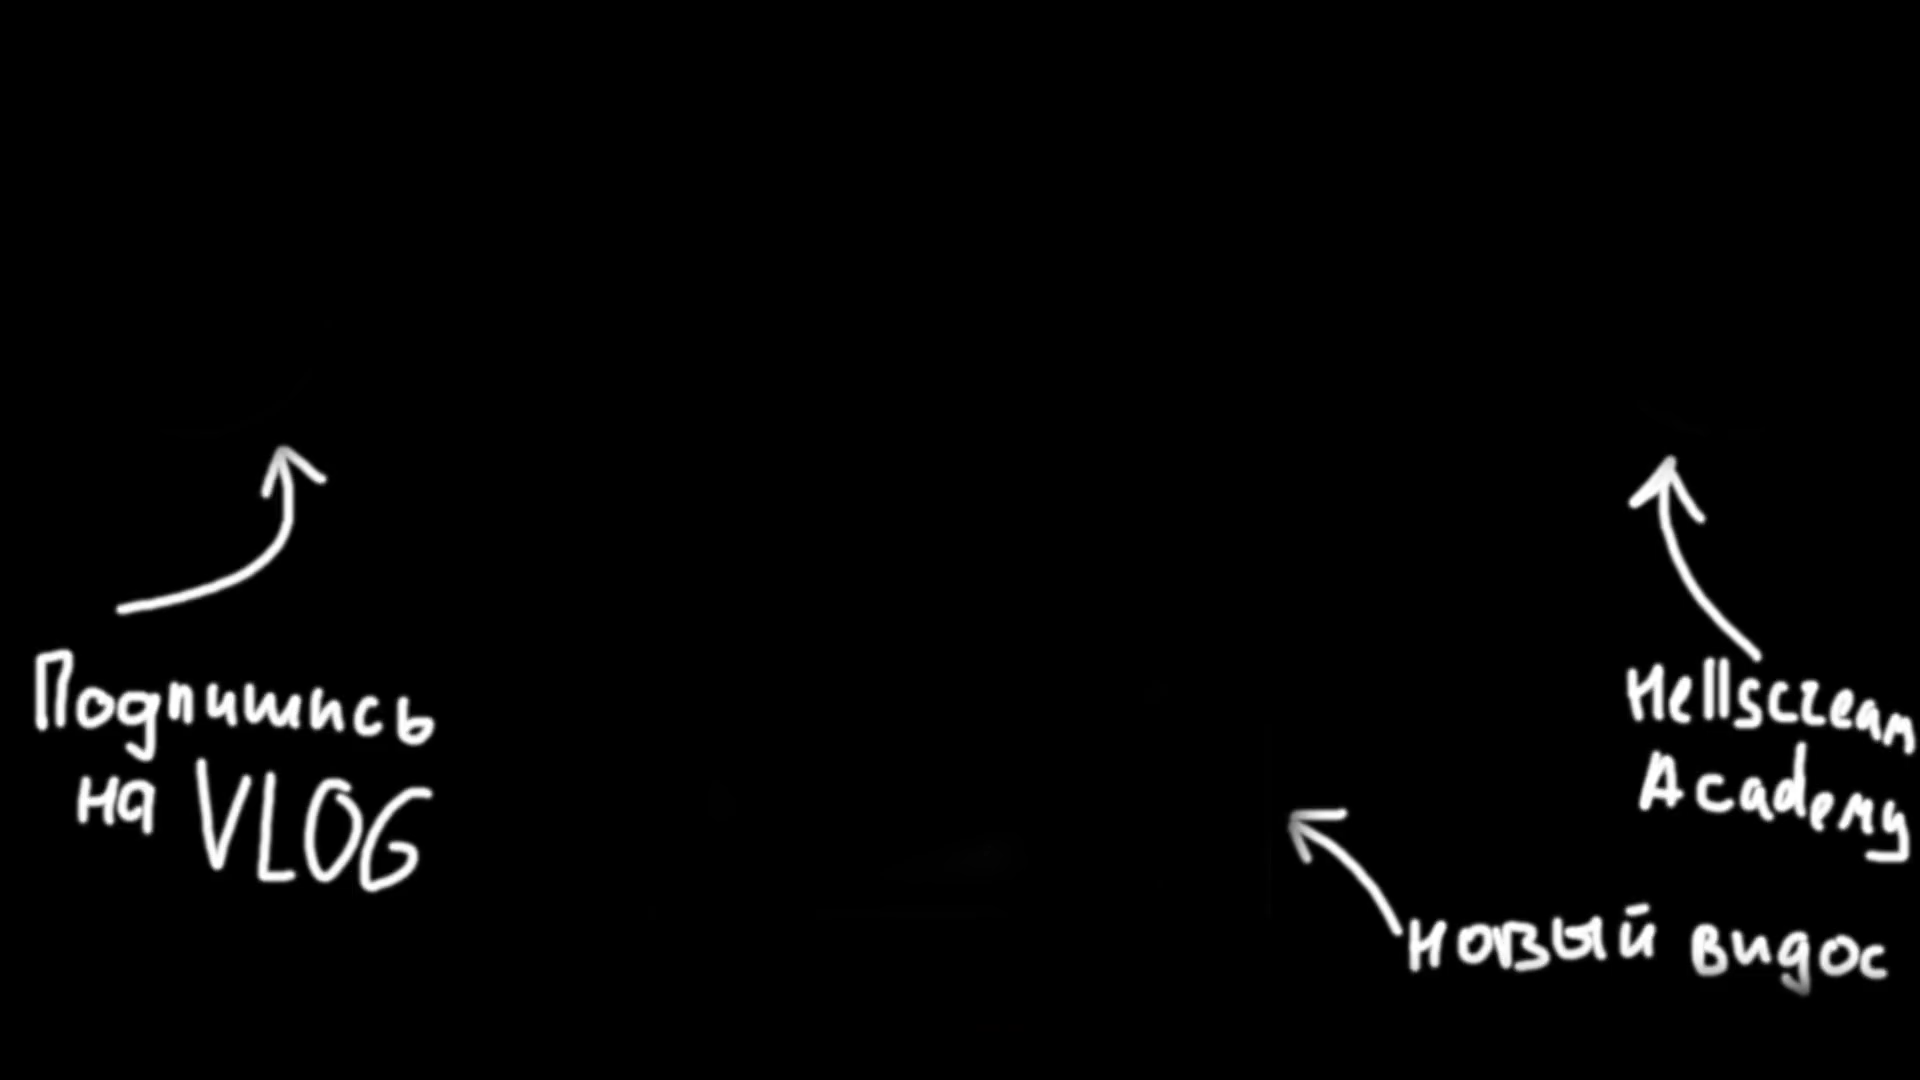 Подпишись
на VLOG
Hellscream
Academy
новый видос